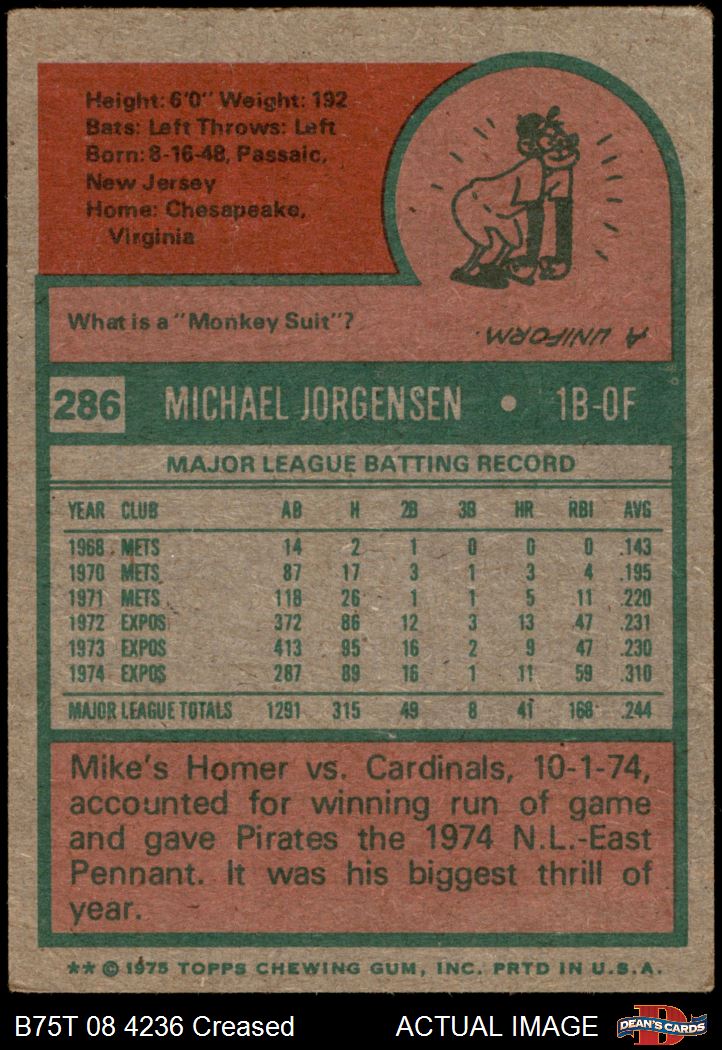 Height: 6'0" Weight: 192
Bats: Left Throws: Left
Born: 8-16-48, Passaic,
New Jersey
Home: Chesapeake,
Virginia
What is a "Monkey Suit"?
A UNIFORM.
286 MICHAEL JORGENSEN • 1B-OF
MAJOR LEAGUE BATTING RECORD
YEAR CLUB AB H 2B 3B HR RBI AVG
1968 METS 14 2 1 0 0 0 .143
1970 METS 87 17 3 1 3 4 .195
1971 METS 118 26 1 1 5 11 .220
1972 EXPOS 372 86 12 3 13 47 .231
1973 EXPOS 413 95 16 2 9 47 .230
1974 EXPOS 287 89 16 1 11 59 .310
MAJOR LEAGUE TOTALS 1291 315 49 8 41 168 .244
Mike's Homer vs. Cardinals, 10-1-74,
accounted for winning run of game
and gave Pirates the 1974 N.L.-East
Pennant. It was his biggest thrill of
year.
** © 1975 TOPPS CHEWING GUM, INC. PRTD IN U.S.A.
B75T 08 4236 Creased ACTUAL IMAGE D DEAN'S CARDS